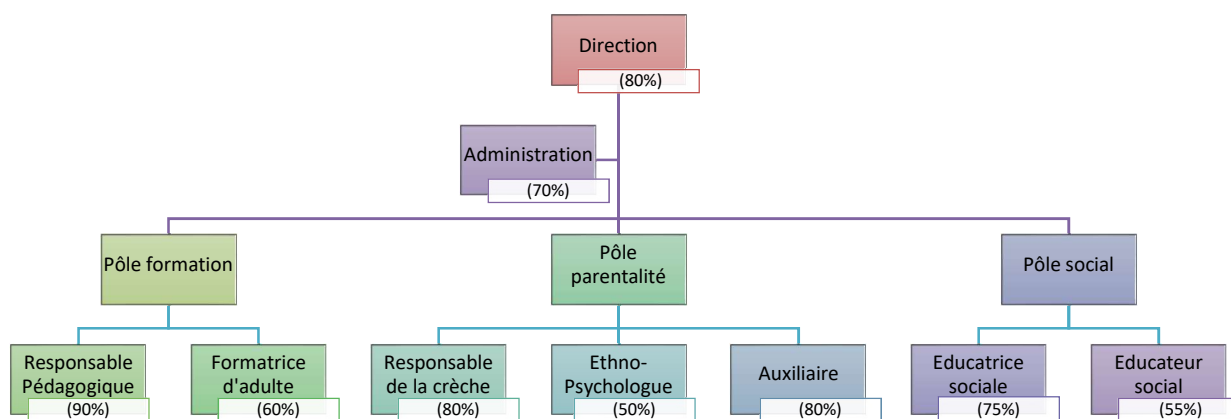 Direction
(80%)
Administration
(70%)
Pôle formation
Pôle
parentalité
Pôle social
Responsable
Pédagogique
(90%)
Formatrice
d'adulte
(60%)
Responsable
de la crèche
(80%)
Ethno-
Psychologue
(50%)
Auxiliaire
(80%)
Educatrice
sociale
(75%)
Educateur
social
(55%)